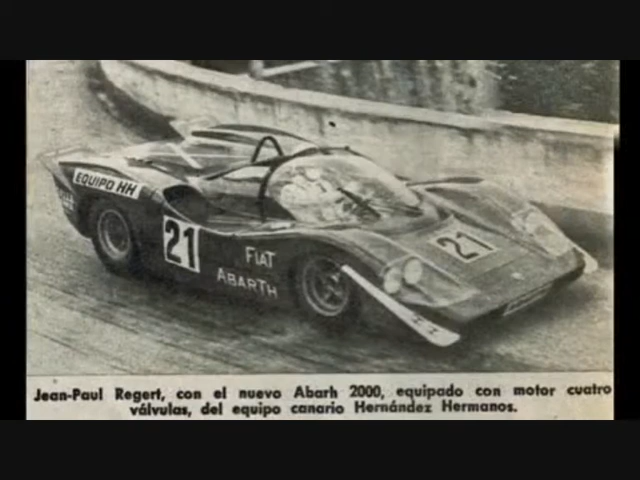 EQUIPO HH
21
FIAT
ABARTH
21
Jean-Paul Regert, con el nuevo Abarh 2000, equipado con motor cuatro
válvulas, del equipo canario Hernández Hermanos.